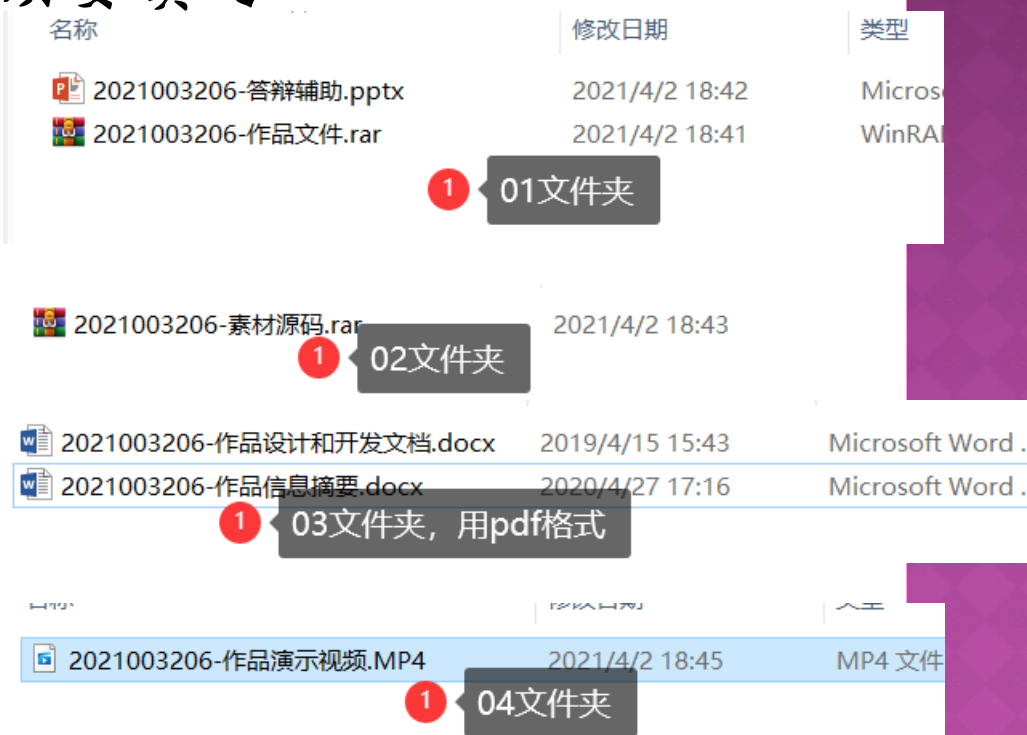 名称 修改日期 类型
2021003206-答辩辅助.pptx 2021/4/2 18:42 Micros
2021003206-作品文件.rar 2021/4/2 18:41 WinRAI
1 01文件夹
2021003206-素材源码.rar 2021/4/2 18:43
1 02文件夹
2021003206-作品设计和开发文档.docx 2019/4/15 15:43 Microsoft Word .
2021003206-作品信息摘要.docx 2020/4/27 17:16 Microsoft Word .
1 03文件夹，用pdf格式
2021003206-作品演示视频.MP4 2021/4/2 18:45 MP4 文件
1 04文件夹